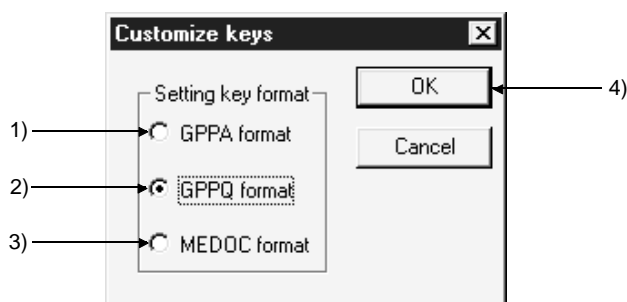 Customize keys
Setting key format
OK
4)
1)
GPPA format
Cancel
2)
GPPQ format
3)
MEDOC format